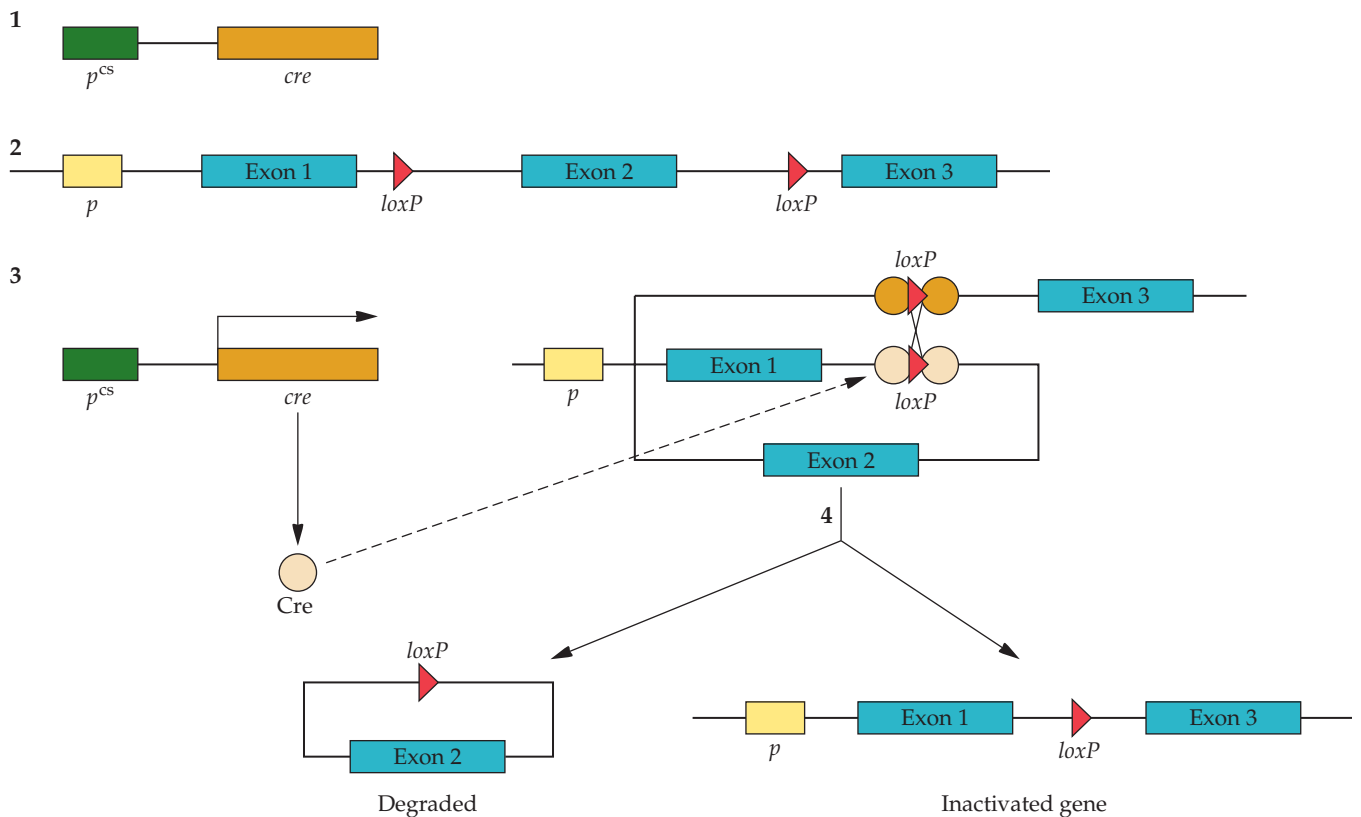 1
p^cs cre
2
Exon 1 Exon 2 Exon 3
p loxP loxP
3
loxP
Exon 3
Exon 1
p^cs cre p loxP
Exon 2
4
Cre
loxP
Exon 1 Exon 3
p loxP
Exon 2
Degraded Inactivated gene